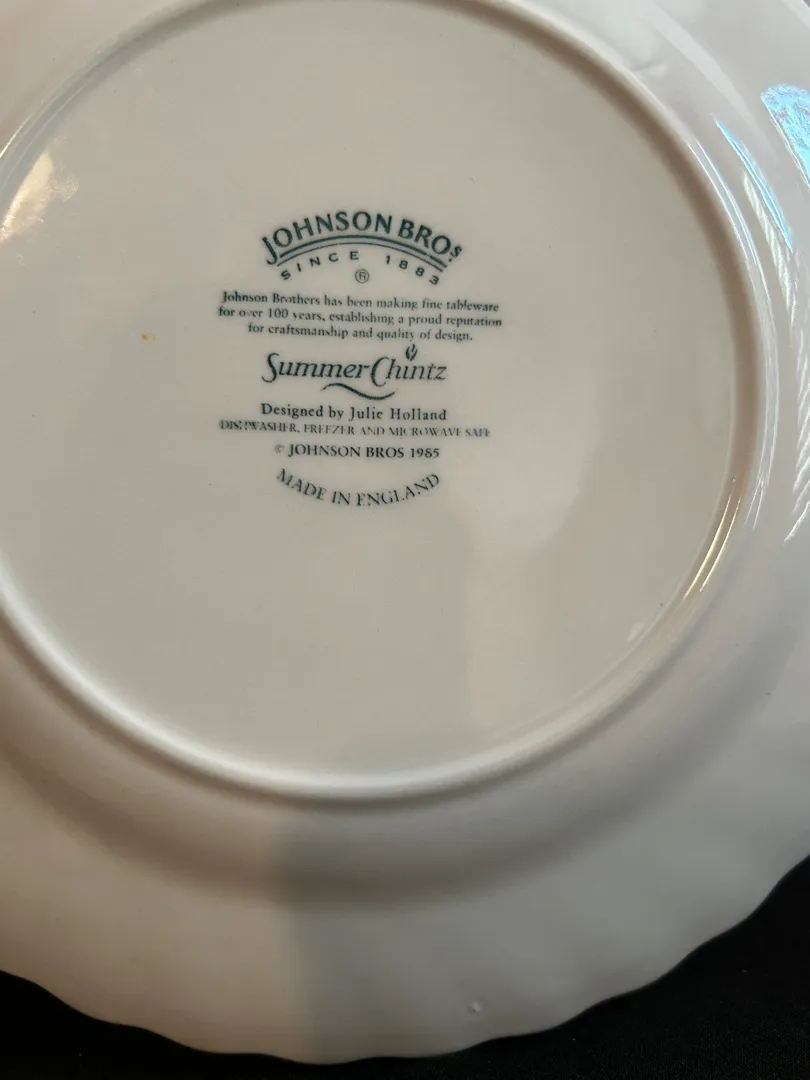 JOHNSON BROS
SINCE 1883
®
Johnson Brothers has been making fine tableware
for over 100 years, establishing a proud reputation
for craftsmanship and quality of design.
Summer Chintz
Designed by Julie Holland
DISHWASHER, FREEZER AND MICROWAVE SAFE
© JOHNSON BROS 1985
MADE IN ENGLAND